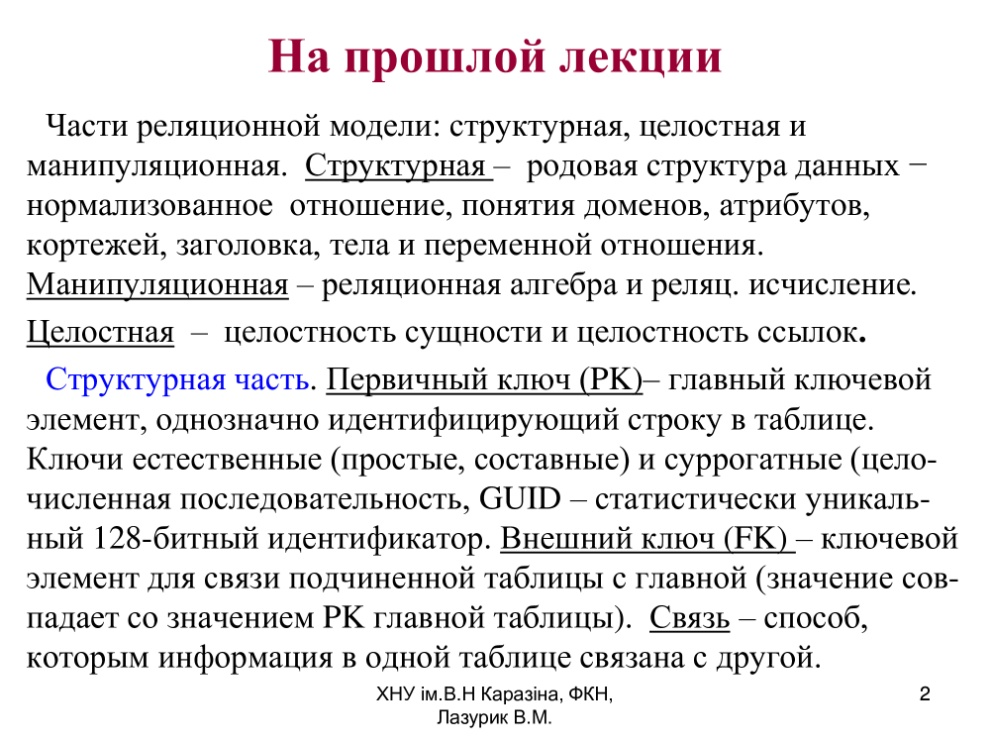 На прошлой лекции
Части реляционной модели: структурная, целостная и
манипуляционная. Структурная – родовая структура данных −
нормализованное отношение, понятия доменов, атрибутов,
кортежей, заголовка, тела и переменной отношения.
Манипуляционная – реляционная алгебра и реляц. исчисление.
Целостная – целостность сущности и целостность ссылок.
Структурная часть. Первичный ключ (PK)– главный ключевой
элемент, однозначно идентифицирующий строку в таблице.
Ключи естественные (простые, составные) и суррогатные (цело-
численная последовательность, GUID – статистически уникаль-
ный 128-битный идентификатор. Внешний ключ (FK) – ключевой
элемент для связи подчиненной таблицы с главной (значение сов-
падает со значением PK главной таблицы). Связь – способ,
которым информация в одной таблице связана с другой.
ХНУ ім.В.Н Каразіна, ФКН,
Лазурик В.М.
2